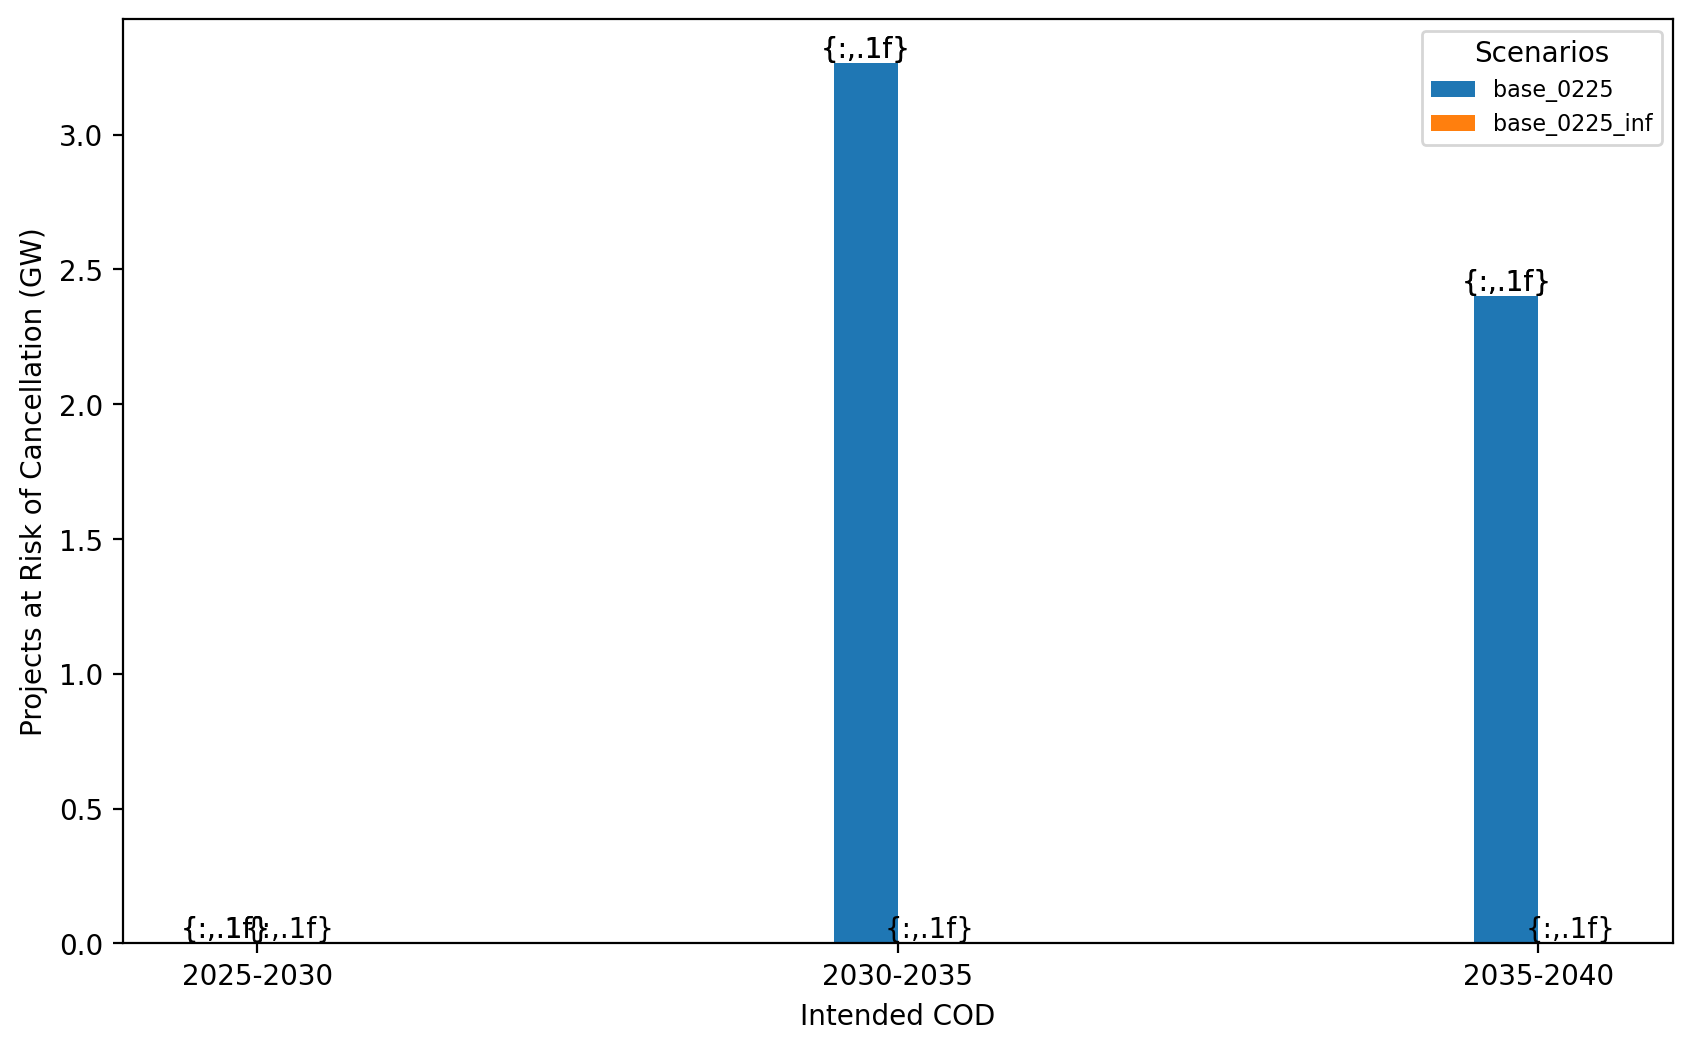 {:,.1f}
Scenarios
base_0225
base_0225_inf
3.0
2.5
2.0
1.5
1.0
0.5
0.0
Projects at Risk of Cancellation (GW)
{:,.1f}
{:,.1f} {:,.1f} {:,.1f} {:,.1f}
2025-2030 2030-2035 2035-2040
Intended COD